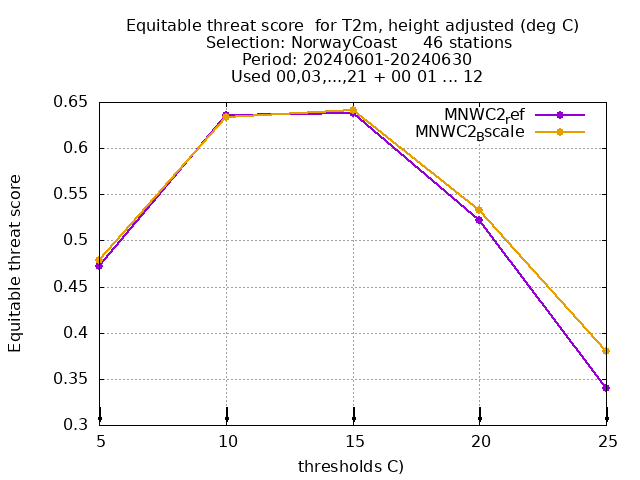 Equitable threat score for T2m, height adjusted (deg C)
Selection: NorwayCoast 46 stations
Period: 20240601-20240630
Used 00,03,...,21 + 00 01 ... 12
MNWC2ref
MNWC2Bscale
Equitable threat score
0.65
0.6
0.55
0.5
0.45
0.4
0.35
0.3
5 10 15 20 25
thresholds C)